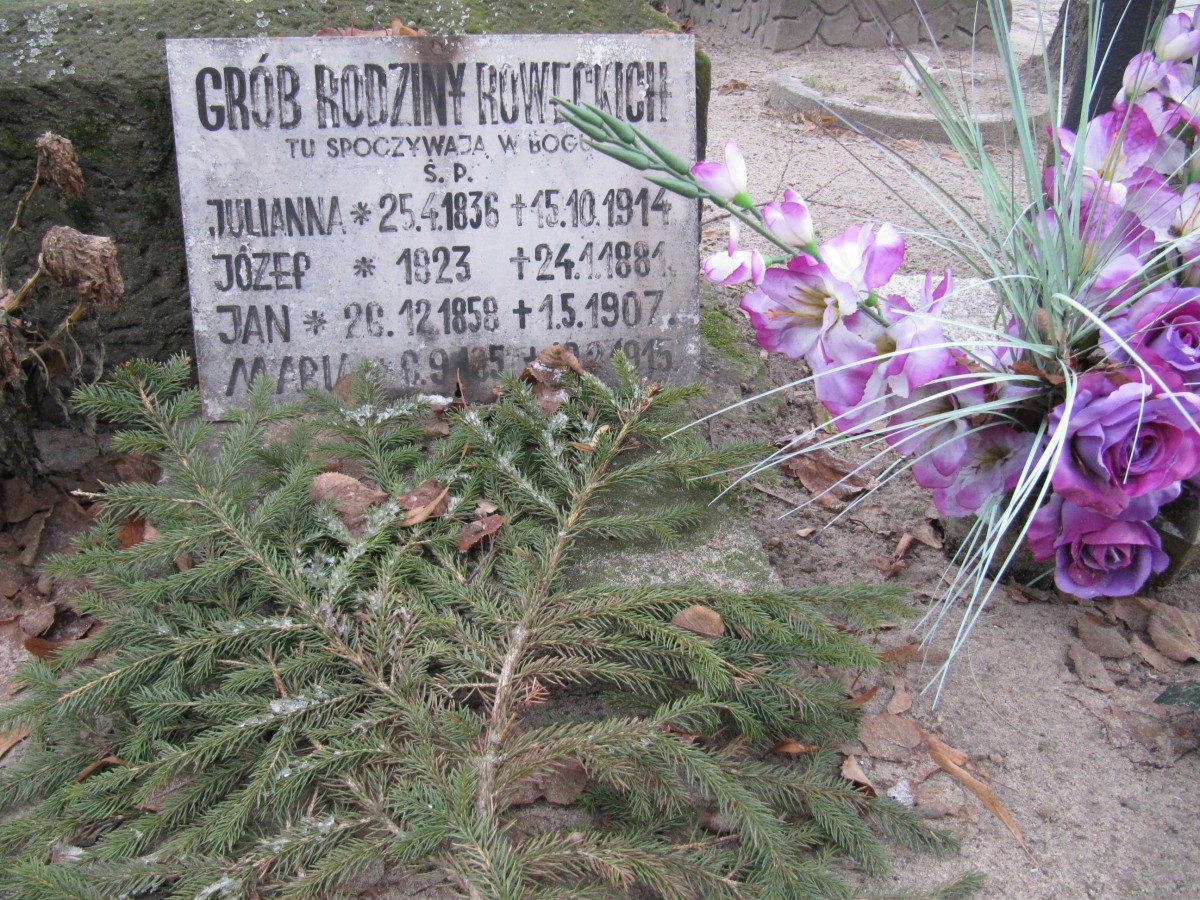 GRÓB RODZINY ROWECKICH
TU SPOCZYWAJĄ W BOGU
Ś. P.
JULIANNA * 25.4.1836 +15.10.1914
JÓZEF * 1823 +24.1.1881.
JAN * 26.12.1858 +1.5.1907.
MARIA